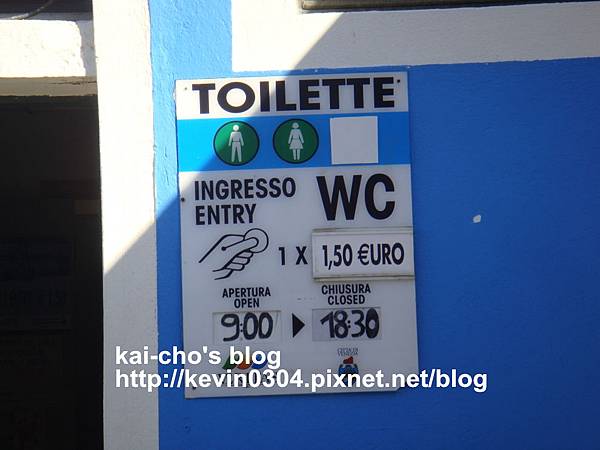 TOILETTE
INGRESSO
ENTRY
WC
1 X 1,50 €URO
APERTURA
OPEN
CHIUSURA
CLOSED
9:00 18:30
kai-cho's blog
http://kevin0304.pixnet.net/blog